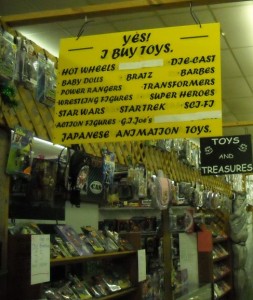 YES!
I BUY TOYS.
HOT WHEELS DIE-CAST
BABY DOLLS BRATZ BARBES
POWER RANGERS TRANSFORMERS
WRESTLING FIGURES SUPER HEROES
STAR WARS STARTREK SCI-FI
ACTION FIGURES G.I.Joe's
JAPANESE ANIMATION TOYS.
TOYS
AND
TREASURES